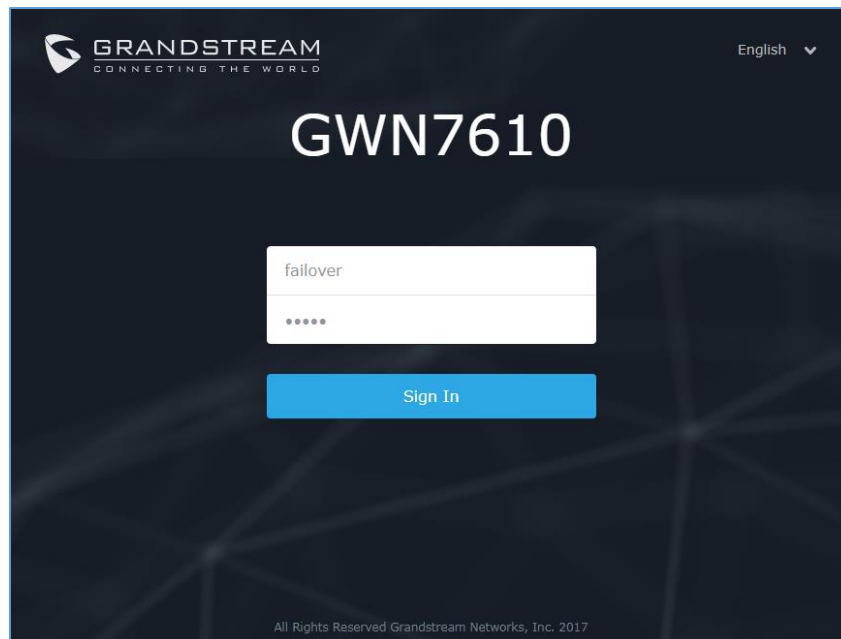 GRANDSTREAM
CONNECTING THE WORLD
English
GWN7610
failover
•••••
Sign In
All Rights Reserved Grandstream Networks, Inc. 2017